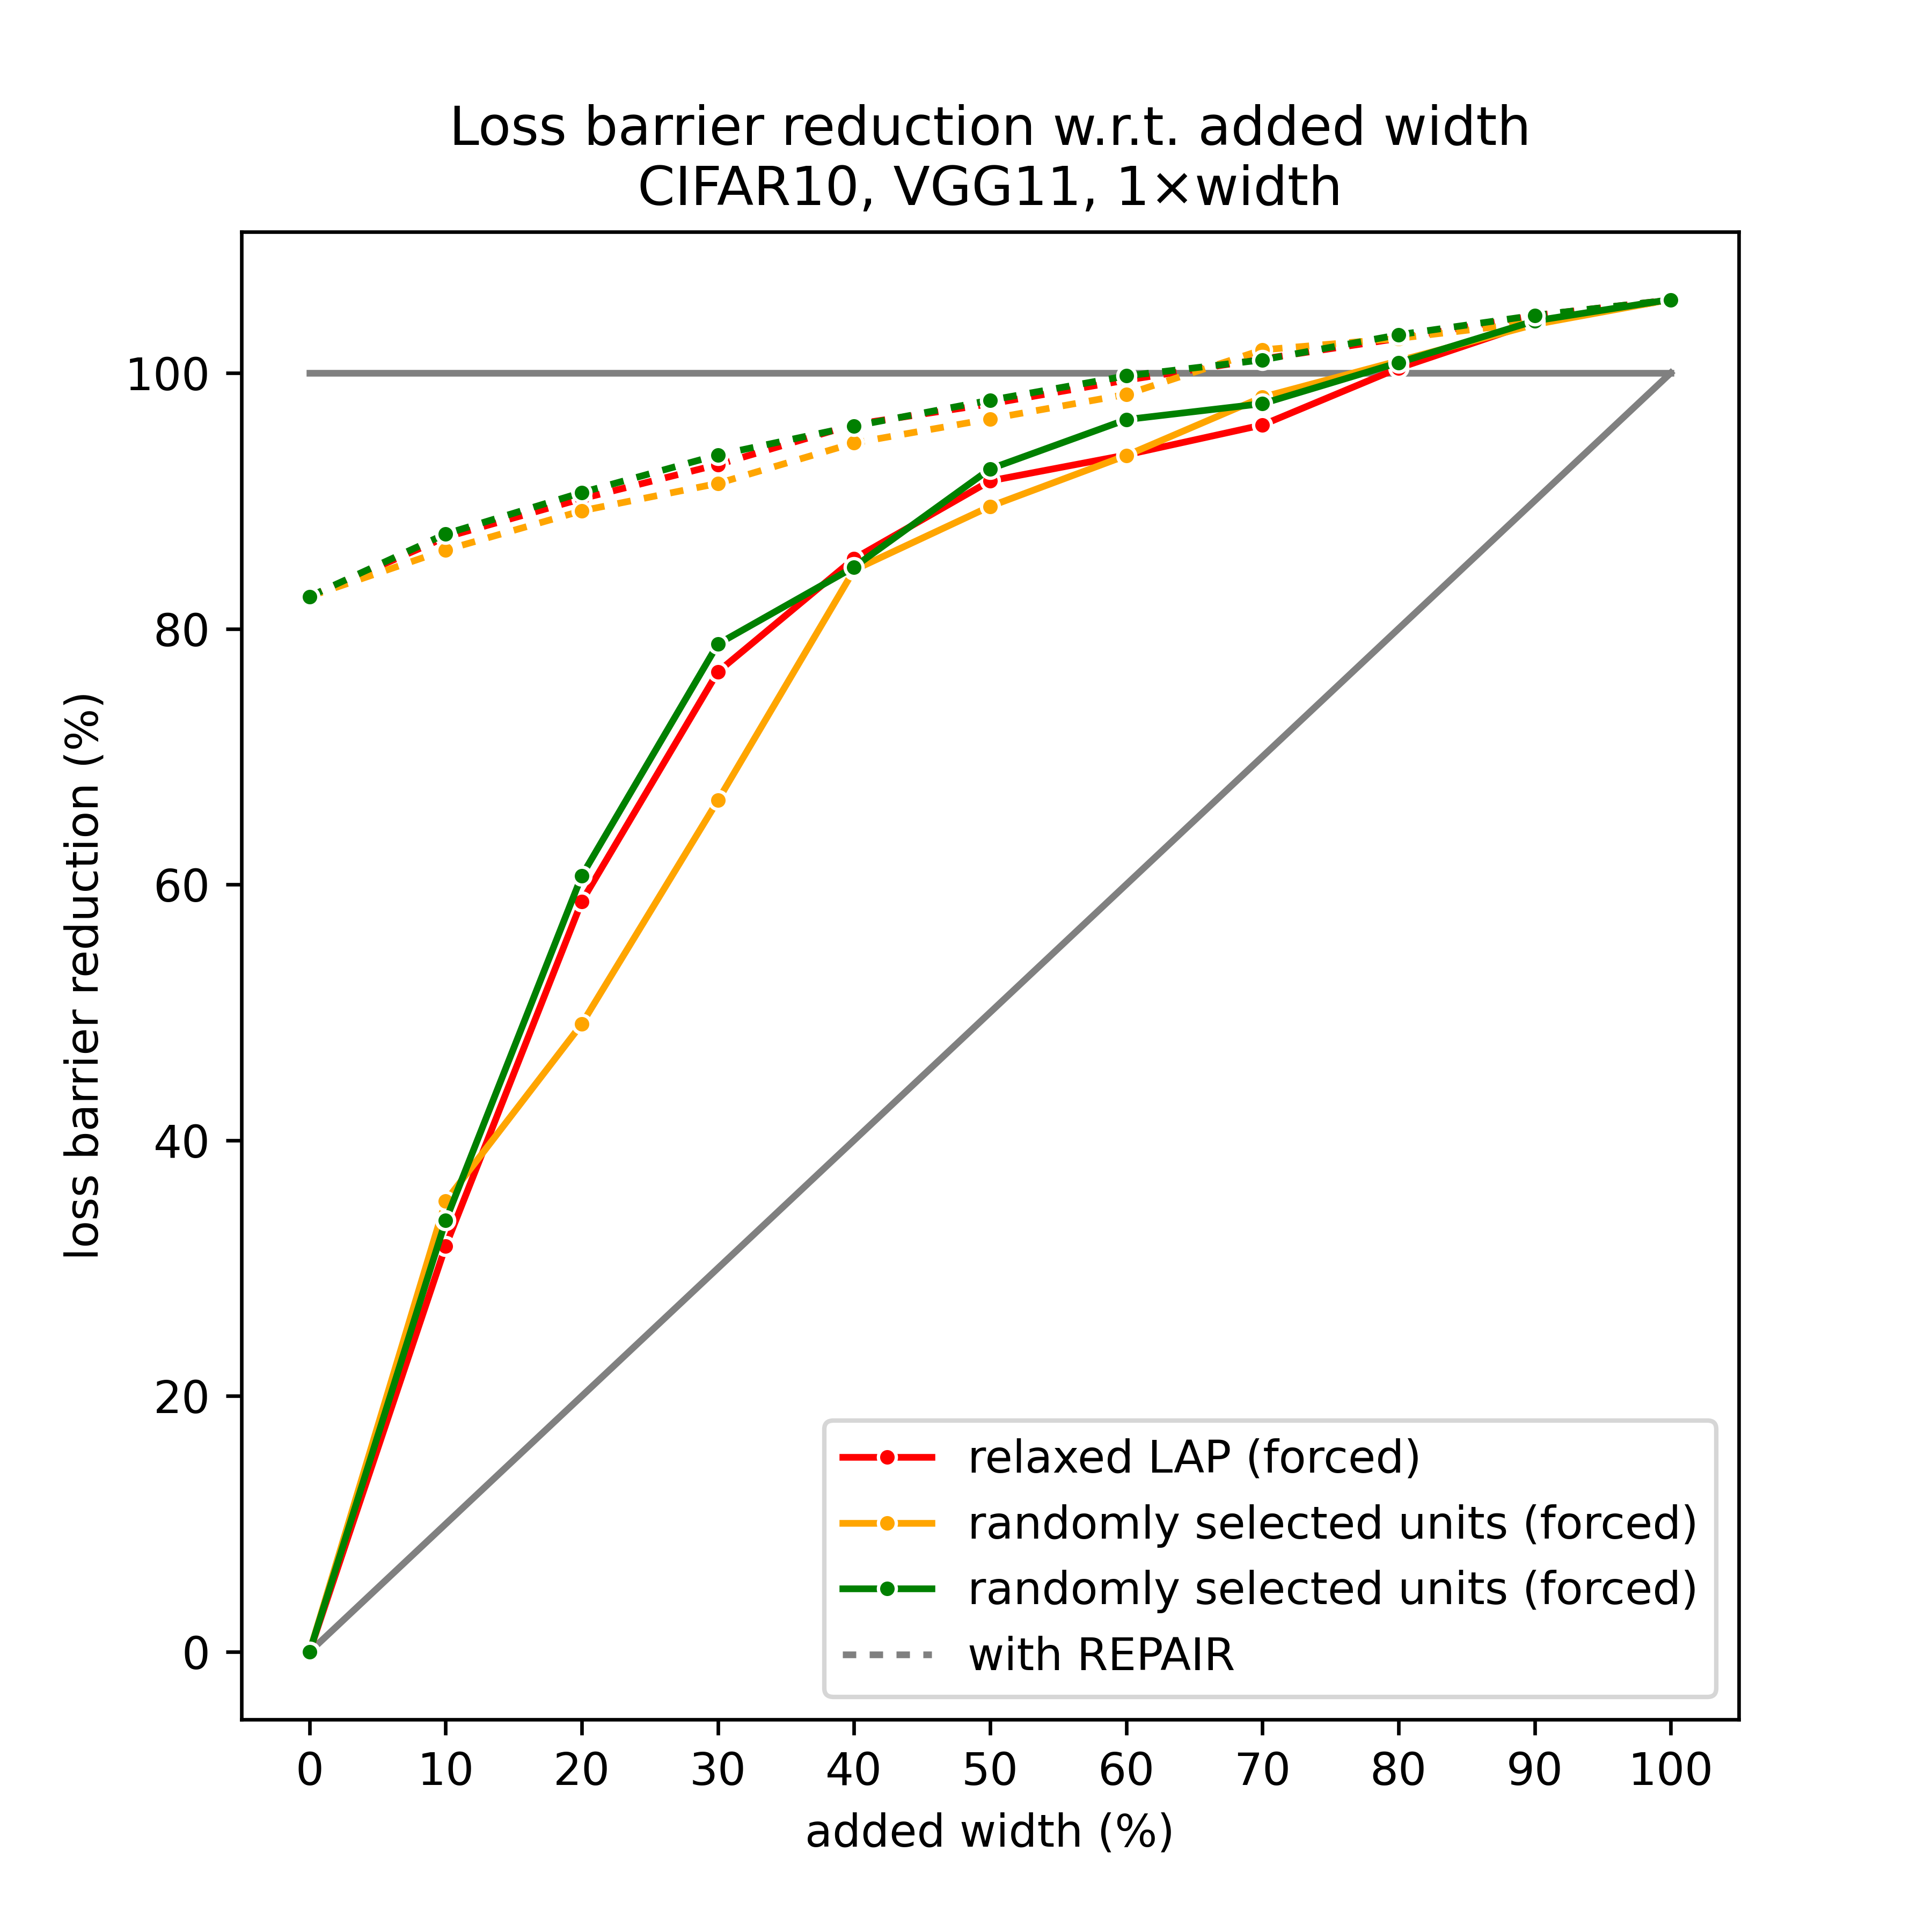 Loss barrier reduction w.r.t. added width
CIFAR10, VGG11, 1×width
loss barrier reduction (%)
100
80
60
40
20
0
relaxed LAP (forced)
randomly selected units (forced)
randomly selected units (forced)
with REPAIR
0 10 20 30 40 50 60 70 80 90 100
added width (%)